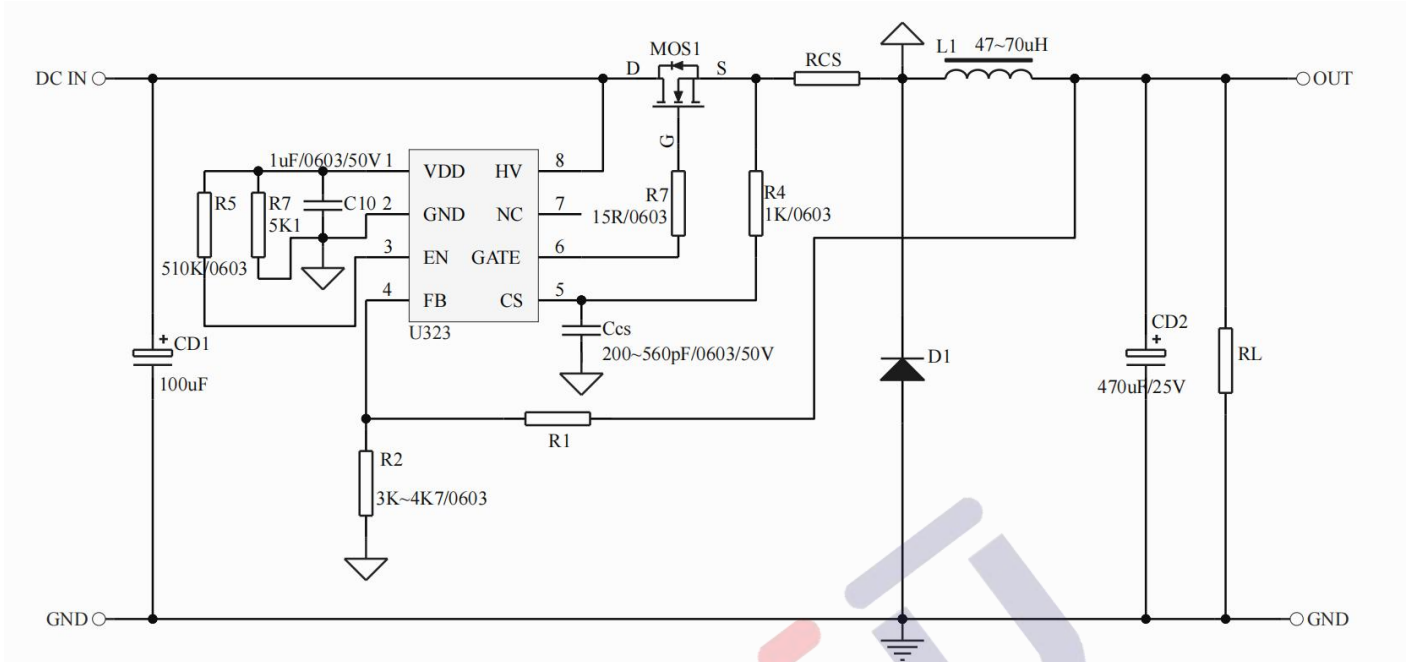 MOS1
L1 47~70uH
DC IN
D
S
RCS
OUT
G
1uF/0603/50V
1
VDD
HV
8
R5
R7
5K1
C10
2
GND
NC
7
R7
15R/0603
R4
1K/0603
3
EN
GATE
6
510K/0603
4
FB
CS
5
U323
Ccs
200~560pF/0603/50V
+
CD1
100uF
D1
CD2
+
470uF/25V
RL
R1
R2
3K~4K7/0603
GND
GND